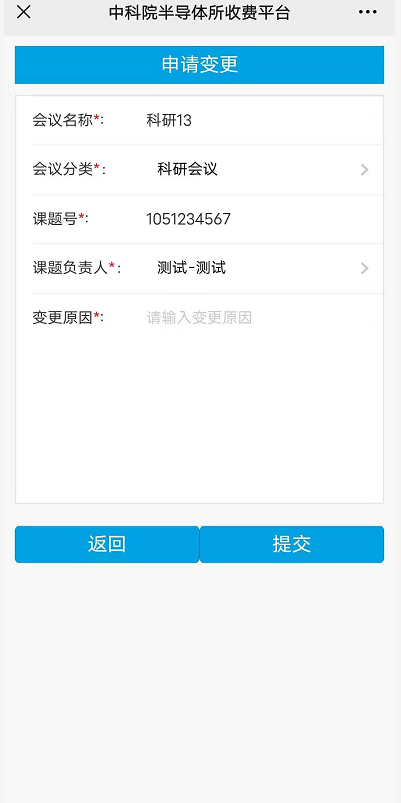 中科院半导体所收费平台
申请变更
会议名称*: 科研13
会议分类*: 科研会议
课题号*: 1051234567
课题负责人*: 测试-测试
变更原因*: 请输入变更原因
返回 提交